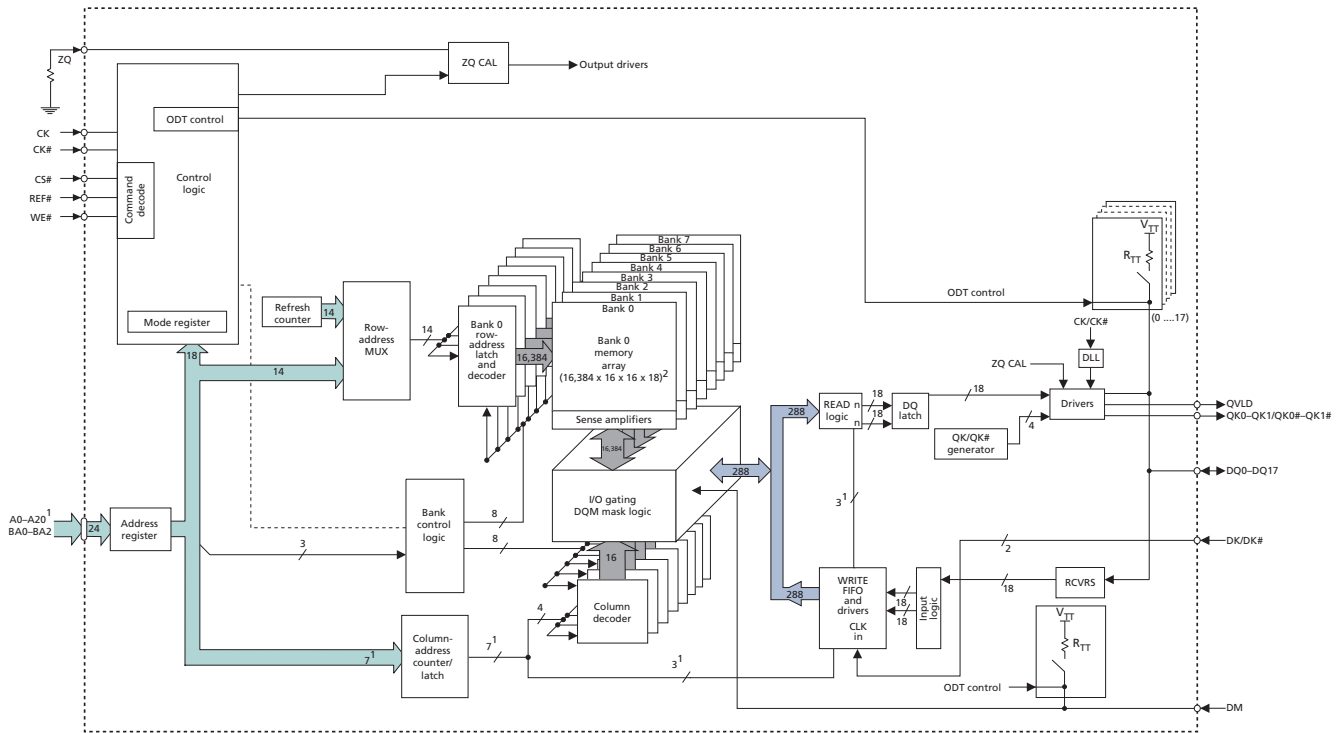 ZQ
ZQ CAL
Output drivers
ODT control
CK
CK#
CS#
REF#
WE#
Command
decode
Control
logic
Mode register
Refresh
counter
14
Row-
address
MUX
14
18
14
Bank 7
Bank 6
Bank 5
Bank 4
Bank 3
Bank 2
Bank 1
Bank 0
Bank 0
row-
address
latch
and
decoder
16,384
Bank 0
memory
array
(16,384 x 16 x 16 x 18)2
Sense amplifiers
16,384
I/O gating
DQM mask logic
16
Column
decoder
VTT
RTT
ODT control
(0 ....17)
CK/CK#
DLL
ZQ CAL
Drivers
READ
logic
n
n
18
18
DQ
latch
18
4
QK/QK#
generator
QVLD
QK0–QK1/QK0#–QK1#
288
288
DQ0–DQ17
31
A0–A201
BA0–BA2
24
Address
register
3
Bank
control
logic
8
8
2
DK/DK#
288
WRITE
FIFO
and
drivers
CLK
in
18
18
Input
logic
18
RCVRS
VTT
RTT
ODT control
DM
71
Column-
address
counter/
latch
71
4
31